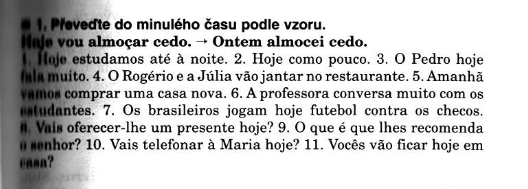 1. Převeďte do minulého času podle vzoru.
Hoje vou almoçar cedo. → Ontem almocei cedo.
1. Hoje estudamos até à noite. 2. Hoje como pouco. 3. O Pedro hoje
fala muito. 4. O Rogério e a Júlia vão jantar no restaurante. 5. Amanhã
vamos comprar uma casa nova. 6. A professora conversa muito com os
estudantes. 7. Os brasileiros jogam hoje futebol contra os checos.
8. Vais oferecer-lhe um presente hoje? 9. O que é que lhes recomenda
o senhor? 10. Vais telefonar à Maria hoje? 11. Vocês vão ficar hoje em
casa?